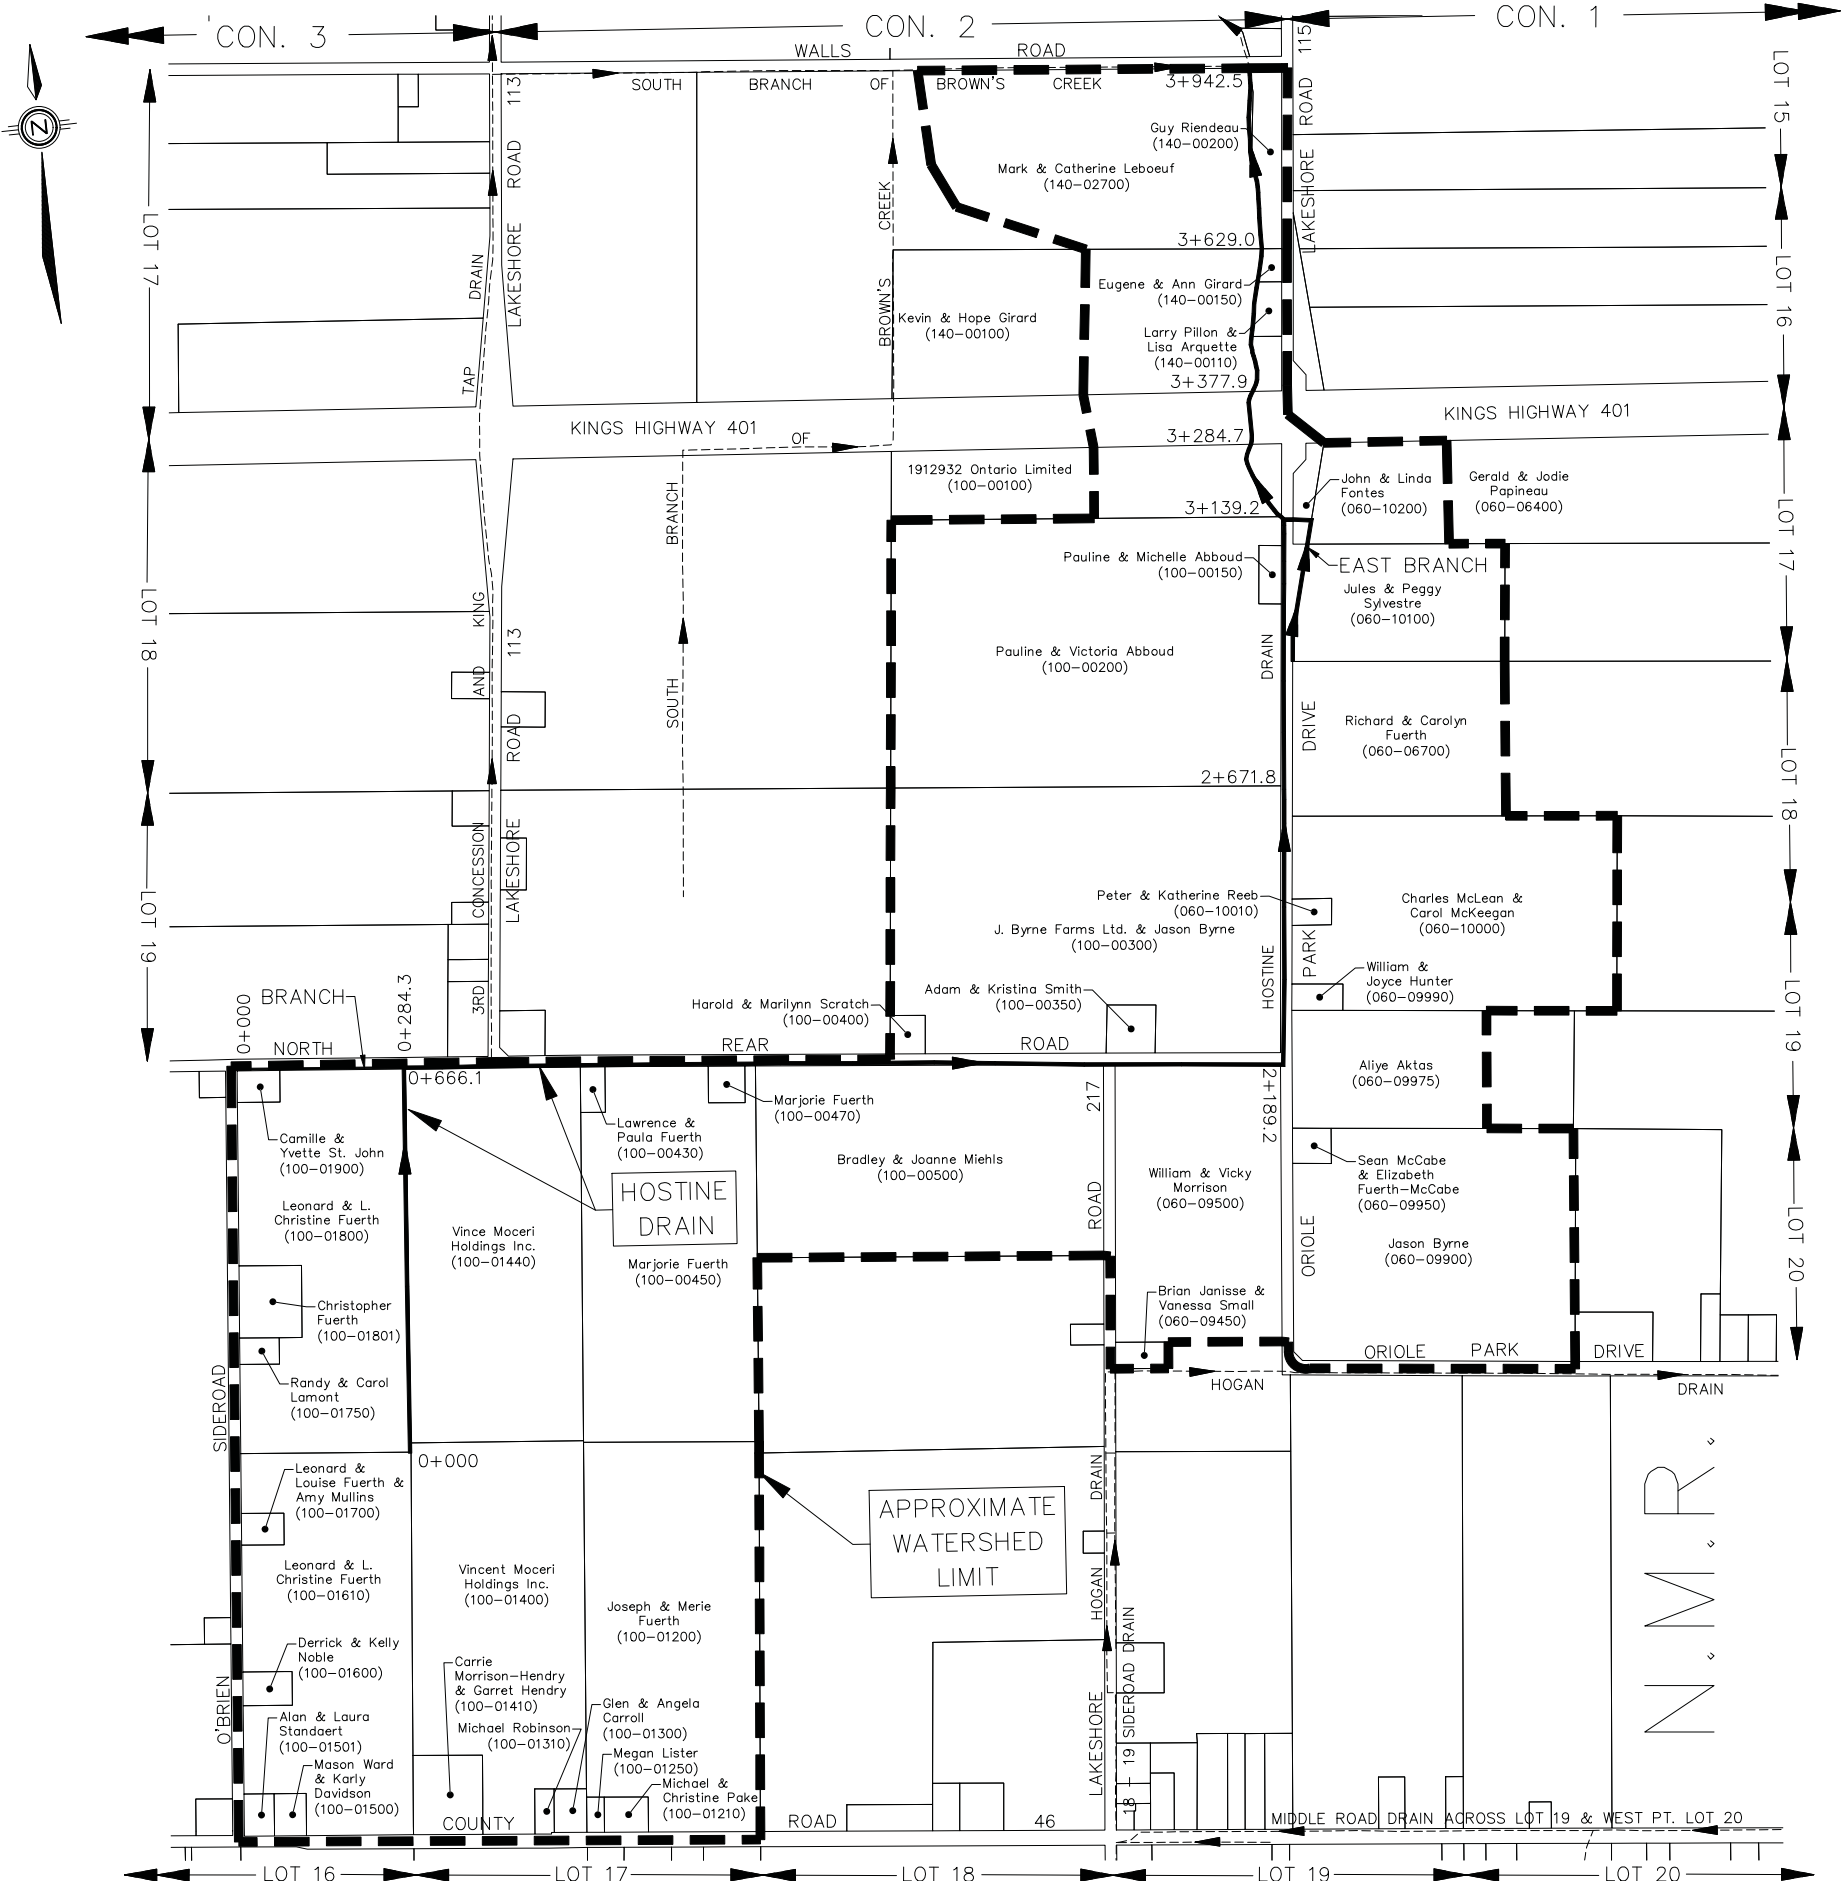 CON. 3
CON. 2
CON. 1
WALLS ROAD
SOUTH BRANCH OF BROWN'S CREEK
3+942.5
115
ROAD
LAKESHORE
113
ROAD
LAKESHORE
LOT 15
LOT 16
LOT 17
LOT 18
LOT 19
LOT 20
LOT 17
LOT 18
LOT 19
N
Guy Riendeau
(140-00200)
Mark & Catherine Leboeuf
(140-02700)
CREEK
BROWN'S
3+629.0
Eugene & Ann Girard
(140-00150)
Kevin & Hope Girard
(140-00100)
Larry Pillon &
Lisa Arquette
(140-00110)
3+377.9
DRAIN
TAP
KINGS HIGHWAY 401
KINGS HIGHWAY 401
OF
3+284.7
1912932 Ontario Limited
(100-00100)
John & Linda
Fontes
(060-10200)
Gerald & Jodie
Papineau
(060-06400)
3+139.2
BRANCH
SOUTH
Pauline & Michelle Abboud
(100-00150)
EAST BRANCH
Jules & Peggy
Sylvestre
(060-10100)
KING
AND
113
ROAD
LAKESHORE
CONCESSION
3RD
Pauline & Victoria Abboud
(100-00200)
DRAIN
HOSTINE
DRIVE
PARK
ORIOLE
Richard & Carolyn
Fuerth
(060-06700)
2+671.8
Peter & Katherine Reeb
(060-10010)
Charles McLean &
Carol McKeegan
(060-10000)
J. Byrne Farms Ltd. & Jason Byrne
(100-00300)
William &
Joyce Hunter
(060-09990)
Harold & Marilynn Scratch
(100-00400)
Adam & Kristina Smith
(100-00350)
0+000
BRANCH
0+284.3
NORTH REAR ROAD
0+666.1
217
ROAD
2+189.2
Aliye Aktas
(060-09975)
Camille &
Yvette St. John
(100-01900)
Lawrence &
Paula Fuerth
(100-00430)
Marjorie Fuerth
(100-00470)
Bradley & Joanne Miehls
(100-00500)
William & Vicky
Morrison
(060-09500)
Sean McCabe
& Elizabeth
Fuerth-McCabe
(060-09950)
Leonard & L.
Christine Fuerth
(100-01800)
HOSTINE
DRAIN
Vince Moceri
Holdings Inc.
(100-01440)
Marjorie Fuerth
(100-00450)
Jason Byrne
(060-09900)
Christopher
Fuerth
(100-01801)
Brian Janisse &
Vanessa Small
(060-09450)
Randy & Carol
Lamont
(100-01750)
ORIOLE PARK DRIVE
HOGAN DRAIN
SIDEROAD
O'BRIEN
0+000
Leonard &
Louise Fuerth &
Amy Mullins
(100-01700)
APPROXIMATE
WATERSHED
LIMIT
DRAIN
HOGAN
N.M.R.
Leonard & L.
Christine Fuerth
(100-01610)
Vincent Moceri
Holdings Inc.
(100-01400)
Joseph & Merie
Fuerth
(100-01200)
Derrick & Kelly
Noble
(100-01600)
Carrie
Morrison-Hendry
& Garret Hendry
(100-01410)
Glen & Angela
Carroll
(100-01300)
Michael Robinson
(100-01310)
Alan & Laura
Standaert
(100-01501)
Megan Lister
(100-01250)
Mason Ward
& Karly
Davidson
(100-01500)
Michael &
Christine Pake
(100-01210)
LAKESHORE
18 - 19 SIDEROAD DRAIN
COUNTY ROAD 46
MIDDLE ROAD DRAIN ACROSS LOT 19 & WEST PT. LOT 20
LOT 16
LOT 17
LOT 18
LOT 19
LOT 20